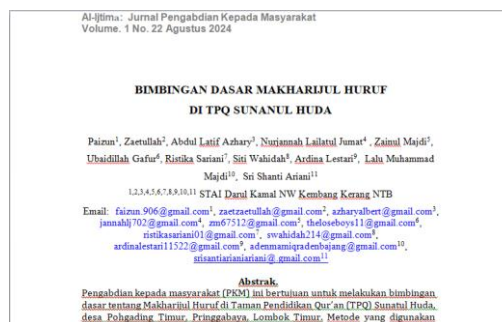 Al-Ijtima: Jurnal Pengabdian Kepada Masyarakat
Volume. 1 No. 22 Agustus 2024
BIMBINGAN DASAR MAKHARIJUL HURUF
DI TPQ SUNANUL HUDA
Paizun¹, Zaetullah², Abdul Latif Azhary³, Nurjannah Lailatul Jumat⁴ , Zainul Majdi⁵,
Ubaidillah Gafur⁶, Ristika Sariani⁷, Siti Wahidah⁸, Ardina Lestari⁹, Lalu Muhammad
Majdi¹⁰, Sri Shanti Ariani¹¹
1,2,3,4,5,6,7,8,9,10,11 STAI Darul Kamal NW Kembang Kerang NTB
Email: faizun.906@gmail.com¹, zaetzaetullah@gmail.com², azharyalbert@gmail.com³,
jannahlj702@gmail.com⁴, zm67512@gmail.com⁵, theloseboys11@gmail.com⁶,
ristikasariani01@gmail.com⁷, swahidah214@gmail.com⁸,
ardinalestari11522@gmail.com⁹, adenmamiqradenbajang@gmail.com¹⁰,
srisantiarianiariani@.gmail.com¹¹
Abstrak.
Pengabdian kepada masyarakat (PKM) ini bertujuan untuk melakukan bimbingan
dasar tentang Makharijul Huruf di Taman Pendidikan Qur'an (TPQ) Sunatul Huda,
desa Pohgading Timur, Pringgabaya, Lombok Timur. Metode yang digunakan